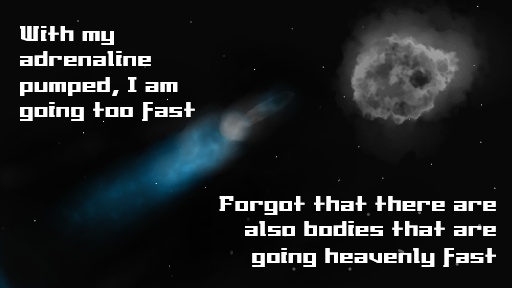 With my
adrenaline
pumped, I am
going too fast
Forgot that there are
also bodies that are
going heavenly fast